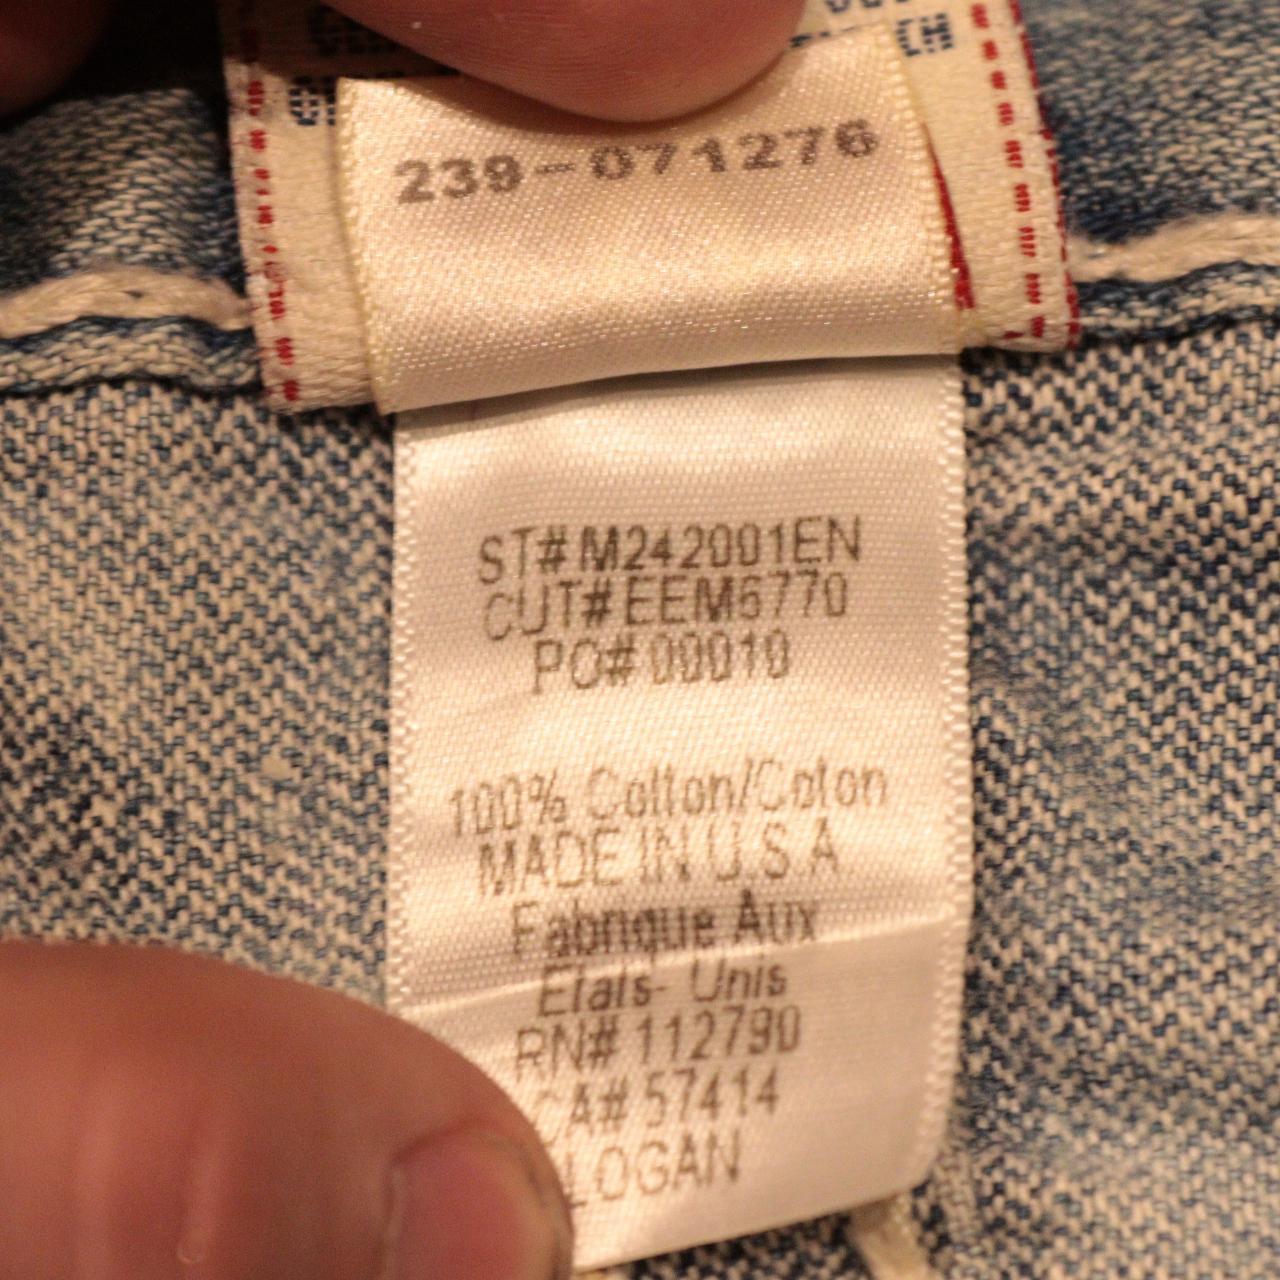 239-071276
ST# M242001EN
CUT# EEM6770
PO# 00010
100% Cotton/Coton
MADE IN U.S.A
Fabrique Aux
Etats- Unis
RN# 112790
CA# 57414
LOGAN